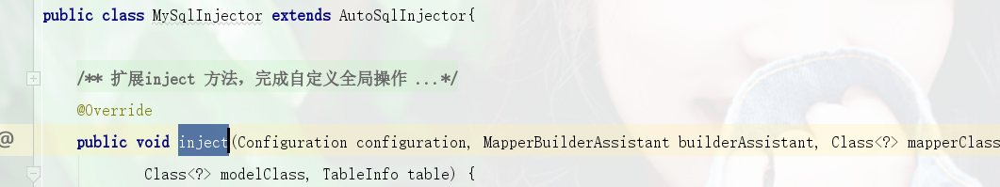 public class MySqlInjector extends AutoSqlInjector{
/** 扩展inject 方法，完成自定义全局操作 ...*/
@Override
public void inject(Configuration configuration, MapperBuilderAssistant builderAssistant, Class<?> mapperClass
Class<?> modelClass, TableInfo table) {